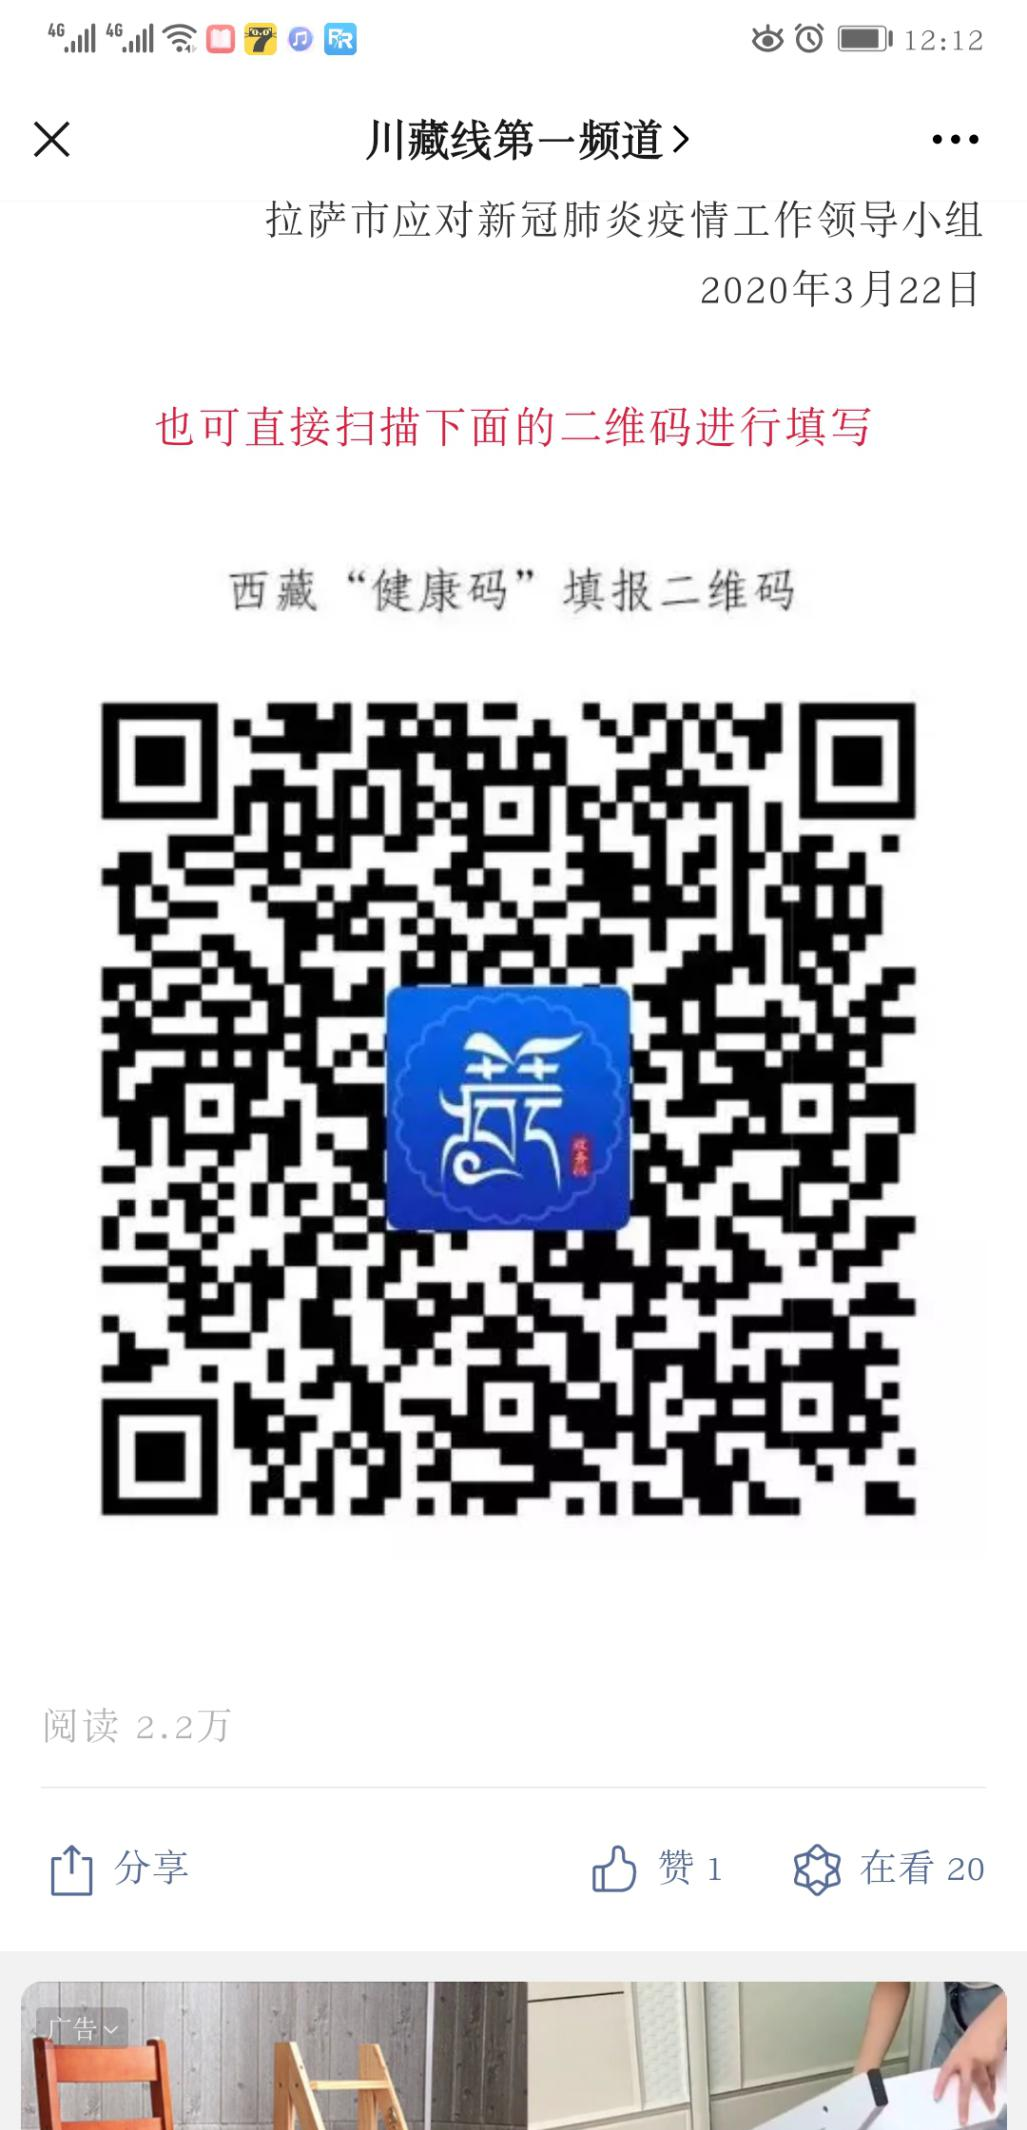 4G 4G 12:12
川藏线第一频道
拉萨市应对新冠肺炎疫情工作领导小组
2020年3月22日
也可直接扫描下面的二维码进行填写
西藏“健康码”填报二维码
阅读 2.2万
分享 赞 1 在看 20
广告